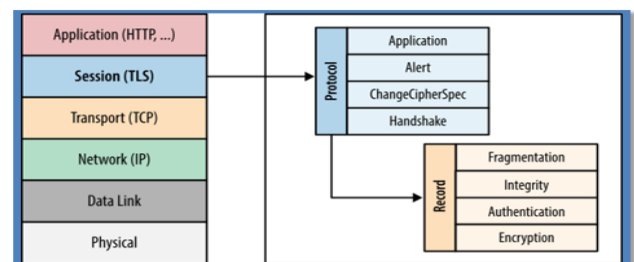 Application (HTTP, ...)
Session (TLS)
Transport (TCP)
Network (IP)
Data Link
Physical
Protocol
Application
Alert
ChangeCipherSpec
Handshake
Record
Fragmentation
Integrity
Authentication
Encryption